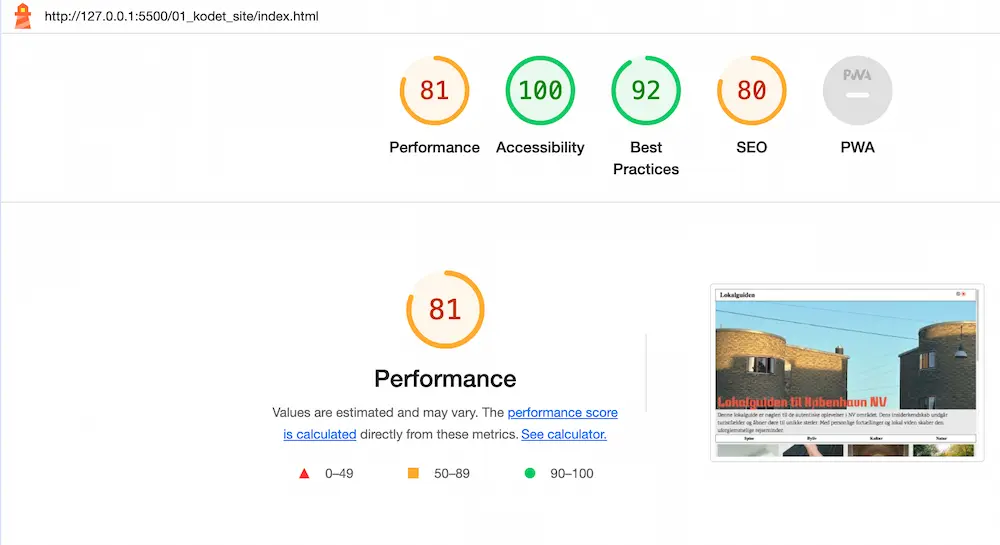 http://127.0.0.1:5500/01_kodet_site/index.html
81
100
92
80
PWA
Performance
Accessibility
Best
Practices
SEO
PWA
81
Performance
Values are estimated and may vary. The performance score
is calculated directly from these metrics. See calculator.
0–49
50–89
90–100
Lokalguiden
Lokalguiden til København NV
Denne lokalguide er nøglen til de autentiske oplevelser i NV området. Dens insiderkendskab undgår
turistfælder og åbner døre til unikke steder. Med personlige fortællinger og lokal viden skaber den
uforglemmelige rejseminder.
Spise
Kultur
Natur